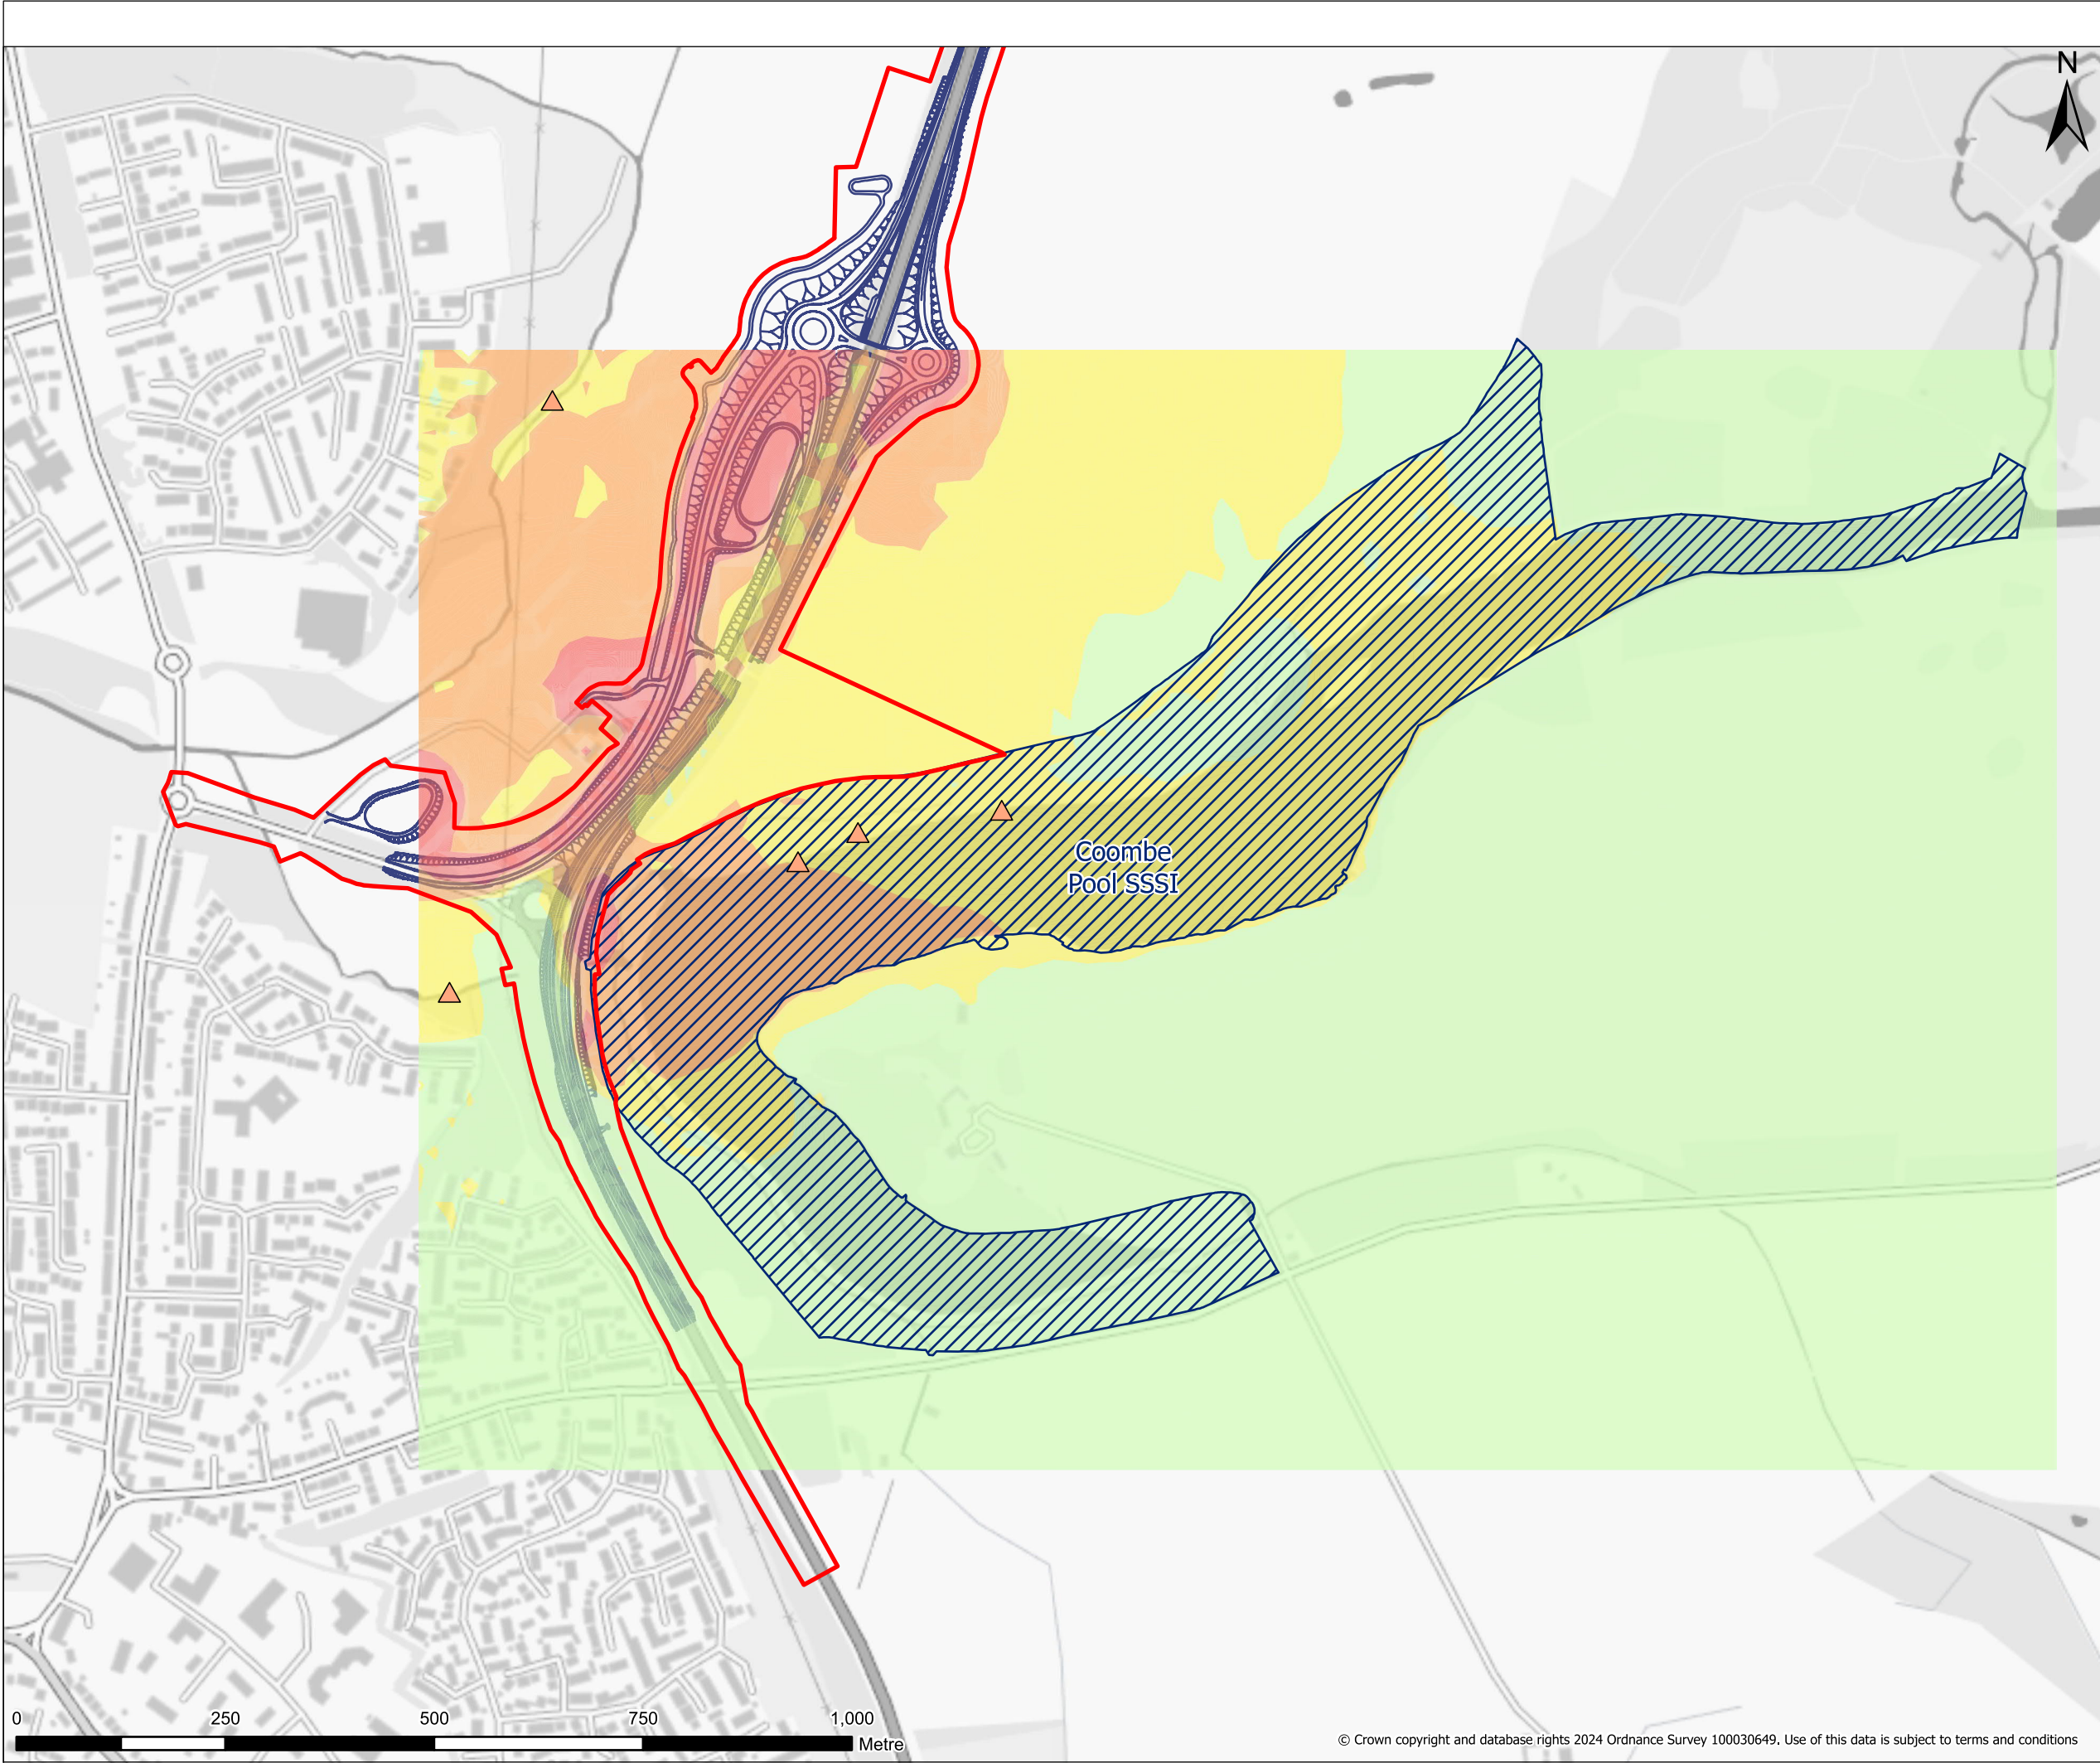 N
Coombe
Pool SSSI
0 250 500 750 1,000
Metre
© Crown copyright and database rights 2024 Ordnance Survey 100030649. Use of this data is subject to terms and conditions